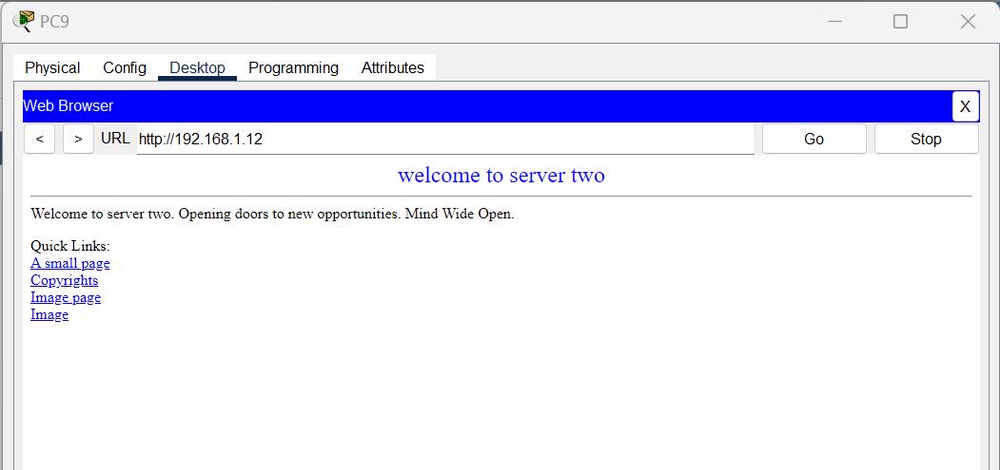 PC9
Physical Config Desktop Programming Attributes
Web Browser X
< > URL http://192.168.1.12 Go Stop
welcome to server two
Welcome to server two. Opening doors to new opportunities. Mind Wide Open.
Quick Links:
A small page
Copyrights
Image page
Image